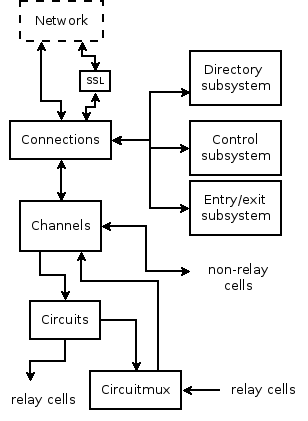 Network
SSL
Directory
subsystem
Connections
Control
subsystem
Entry/exit
subsystem
Channels
non-relay
cells
Circuits
relay cells
Circuitmux
relay cells